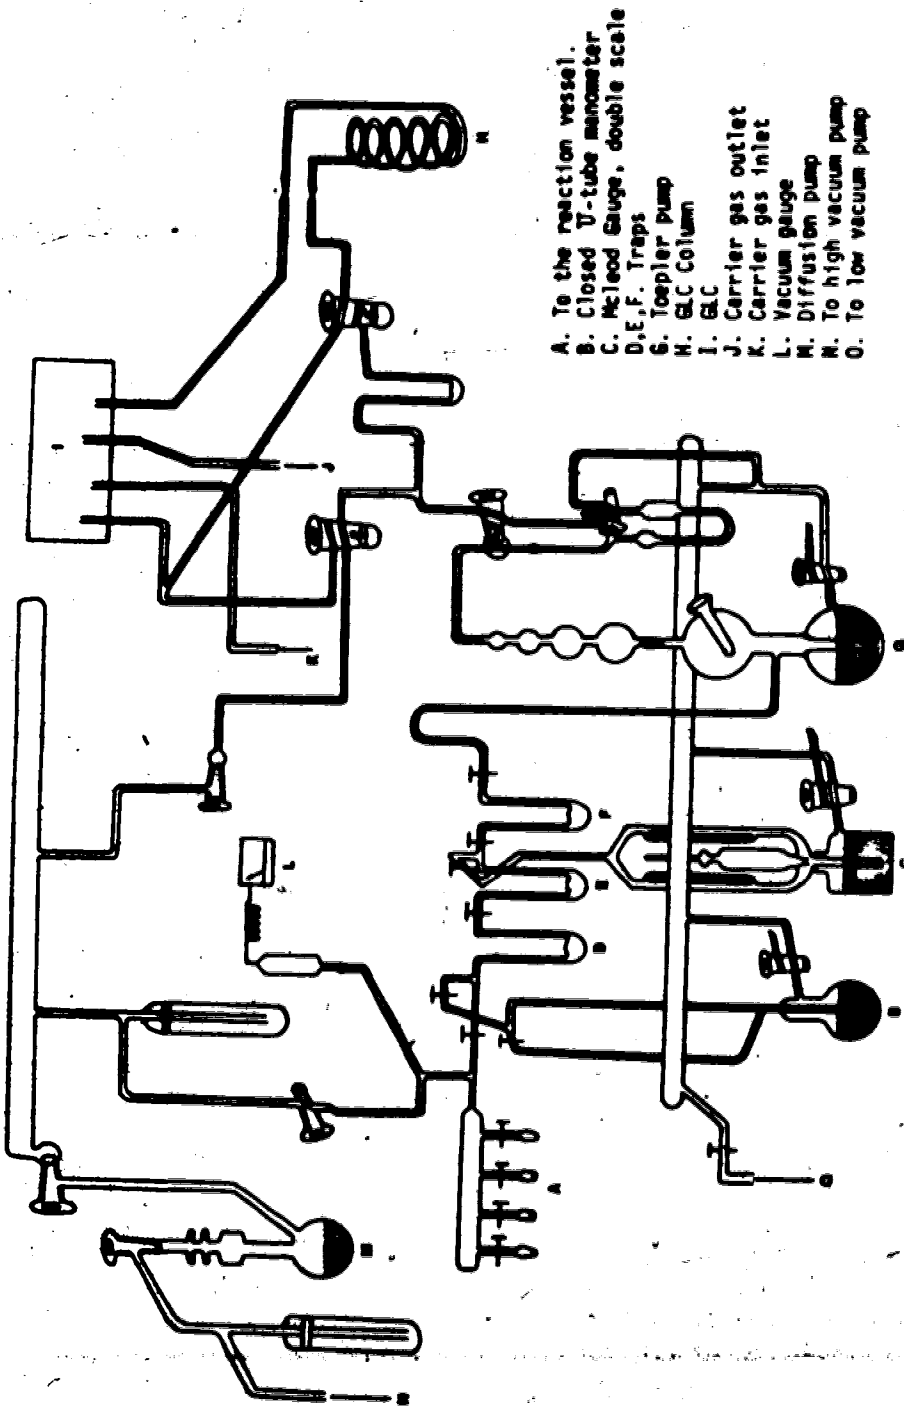 A. To the reaction vessel.
B. Closed U-tube manometer
C. Mcleod Gauge, double scale
D,E,F. Traps
G. Toepler pump
H. GLC Column
I. GLC
J. Carrier gas outlet
K. Carrier gas inlet
L. Vacuum gauge
M. Diffusion pump
N. To high vacuum pump
O. To low vacuum pump
H
I
J
K
L
F
E
D
G
C
B
A
O
M
N